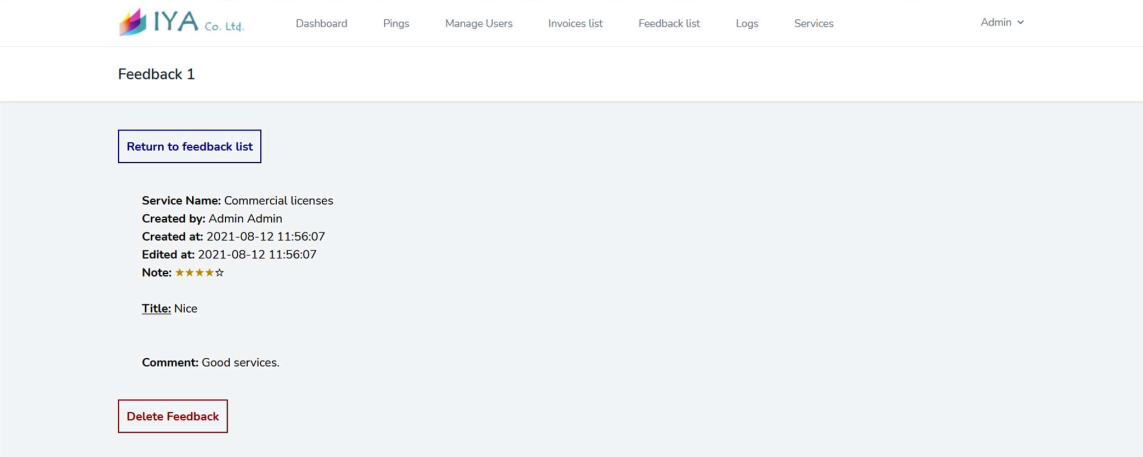 IYA Co. Ltd. Dashboard Pings Manage Users Invoices list Feedback list Logs Services Admin
Feedback 1
Return to feedback list
Service Name: Commercial licenses
Created by: Admin Admin
Created at: 2021-08-12 11:56:07
Edited at: 2021-08-12 11:56:07
Note: ★★★★☆
Title: Nice
Comment: Good services.
Delete Feedback